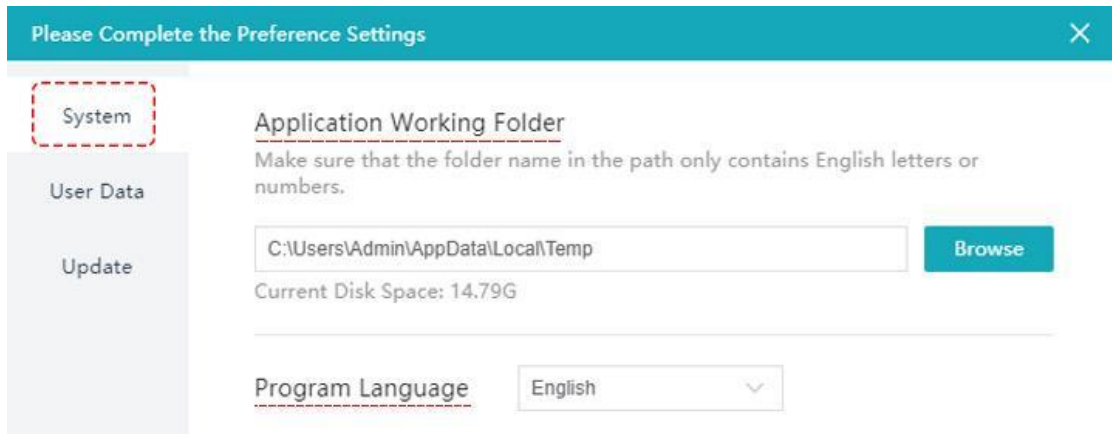 Please Complete the Preference Settings
System
Application Working Folder
Make sure that the folder name in the path only contains English letters or
numbers.
User Data
C:\Users\Admin\AppData\Local\Temp
Browse
Update
Current Disk Space: 14.79G
Program Language
English